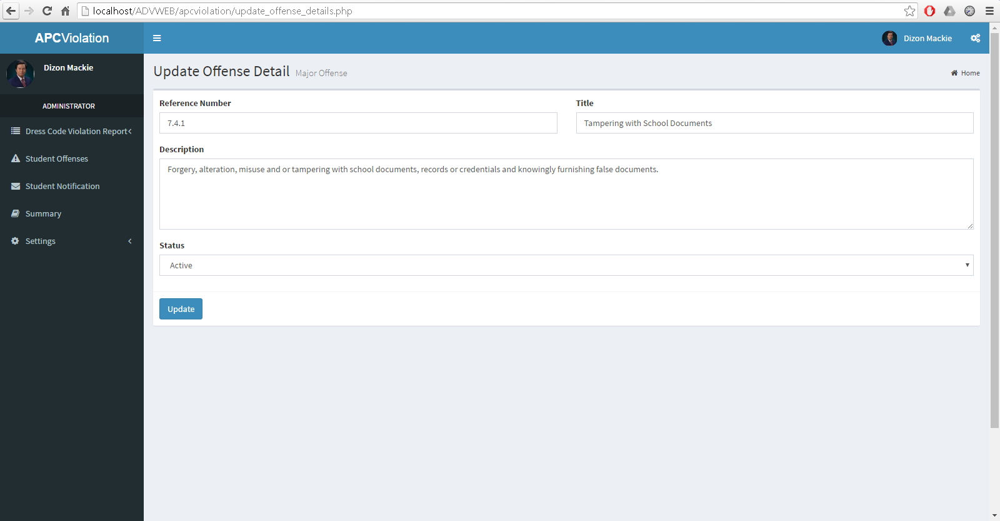 localhost/ADVWEB/apcviolation/update_offense_details.php
APCViolation
Dizon Mackie
Dizon Mackie
ADMINISTRATOR
Dress Code Violation Report
Student Offenses
Student Notification
Summary
Settings
Update Offense Detail Major Offense
Home
Reference Number
Title
7.4.1
Tampering with School Documents
Description
Forgery, alteration, misuse and or tampering with school documents, records or credentials and knowingly furnishing false documents.
Status
Active
Update